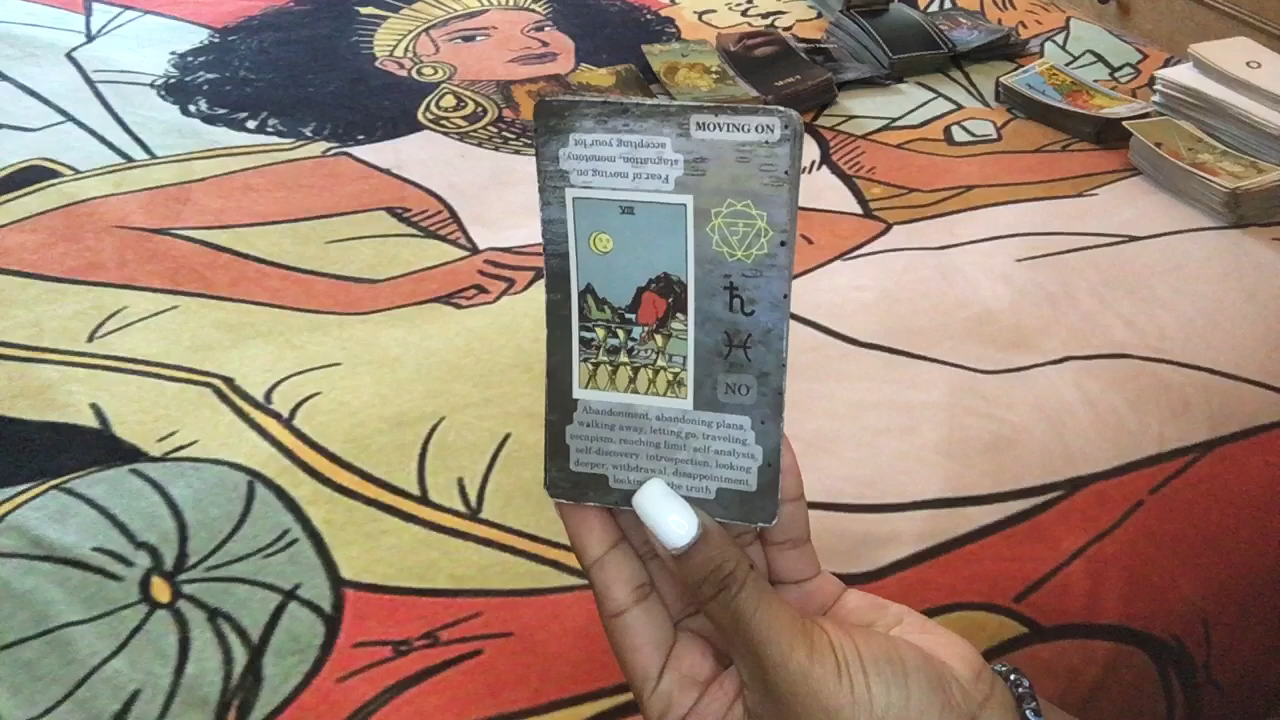 MOVING ON
Fear of moving on,
stagnation, monotony,
accepting your lot
VIII
NO
Abandonment, abandoning plans,
walking away, letting go, traveling,
escapism, reaching limit, self-analysis,
self-discovery, introspection, looking
deeper, withdrawal, disappointment,
the truth